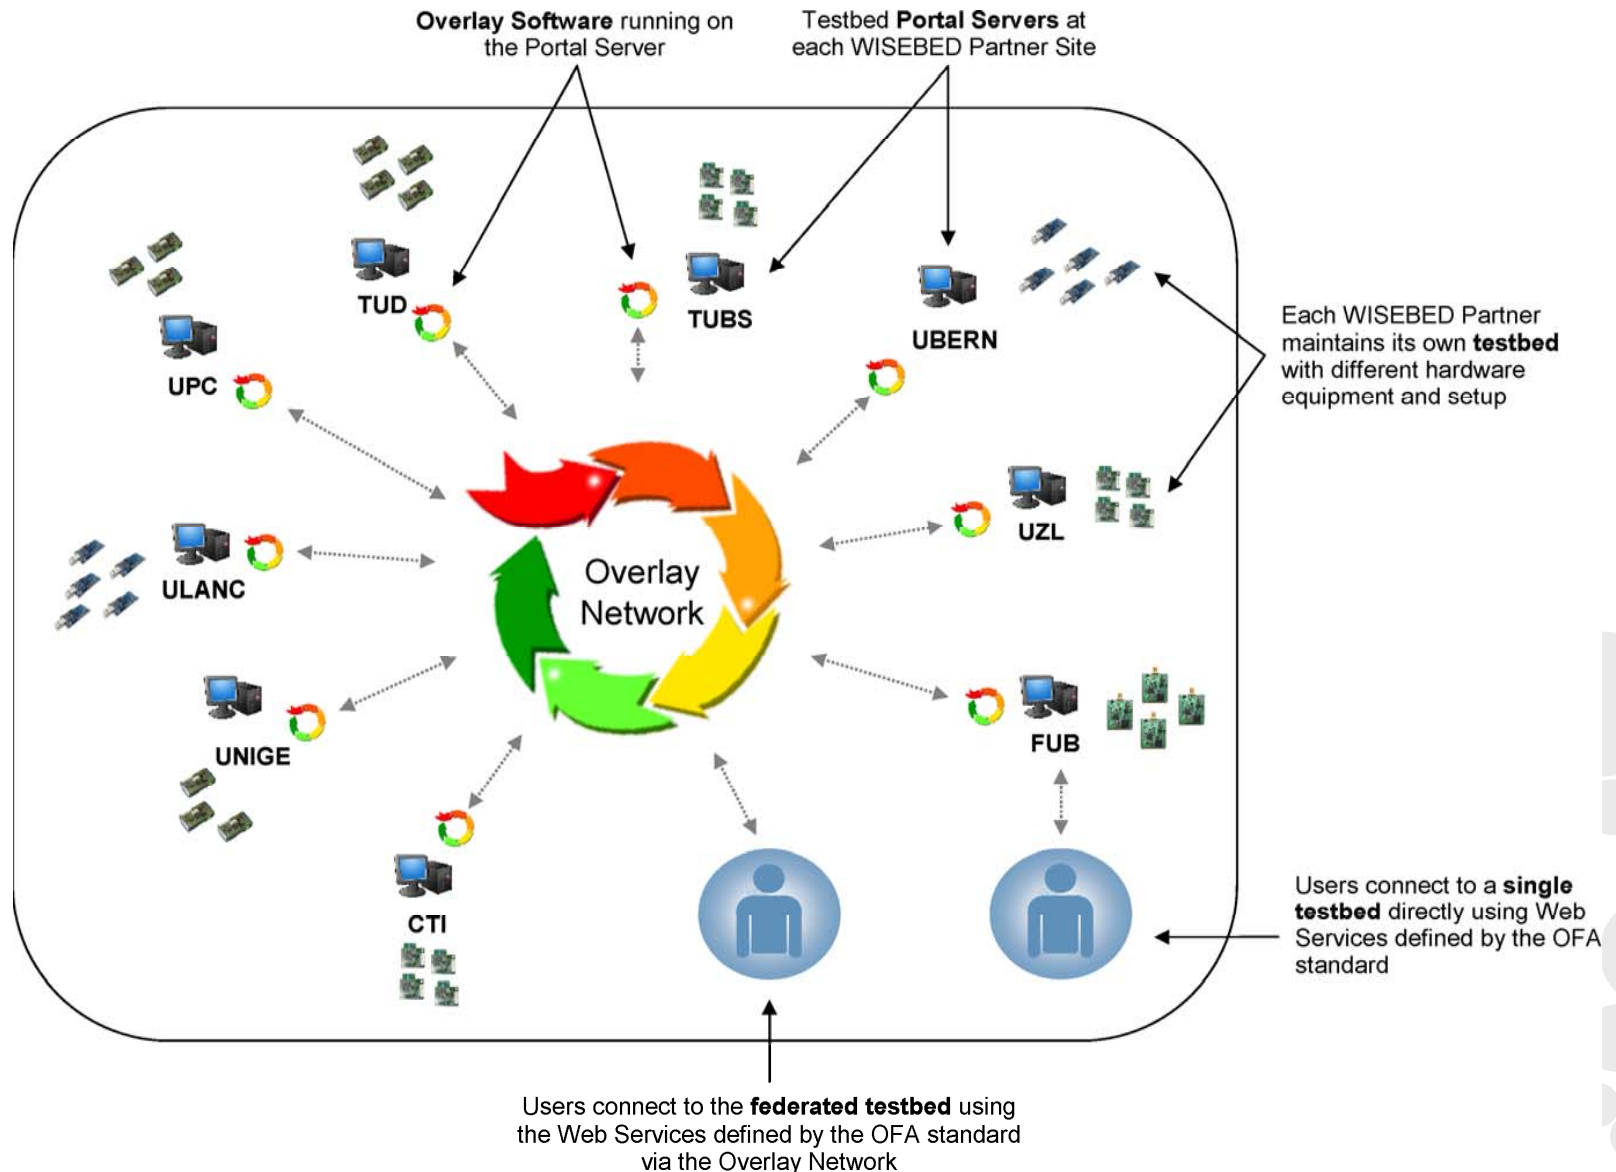 Overlay Software running on
the Portal Server
Testbed Portal Servers at
each WISEBED Partner Site
TUD
TUBS
UBERN
UPC
Each WISEBED Partner
maintains its own testbed
with different hardware
equipment and setup
UZL
ULANC
Overlay
Network
UNIGE
FUB
CTI
Users connect to a single
testbed directly using Web
Services defined by the OFA
standard
Users connect to the federated testbed using
the Web Services defined by the OFA standard
via the Overlay Network